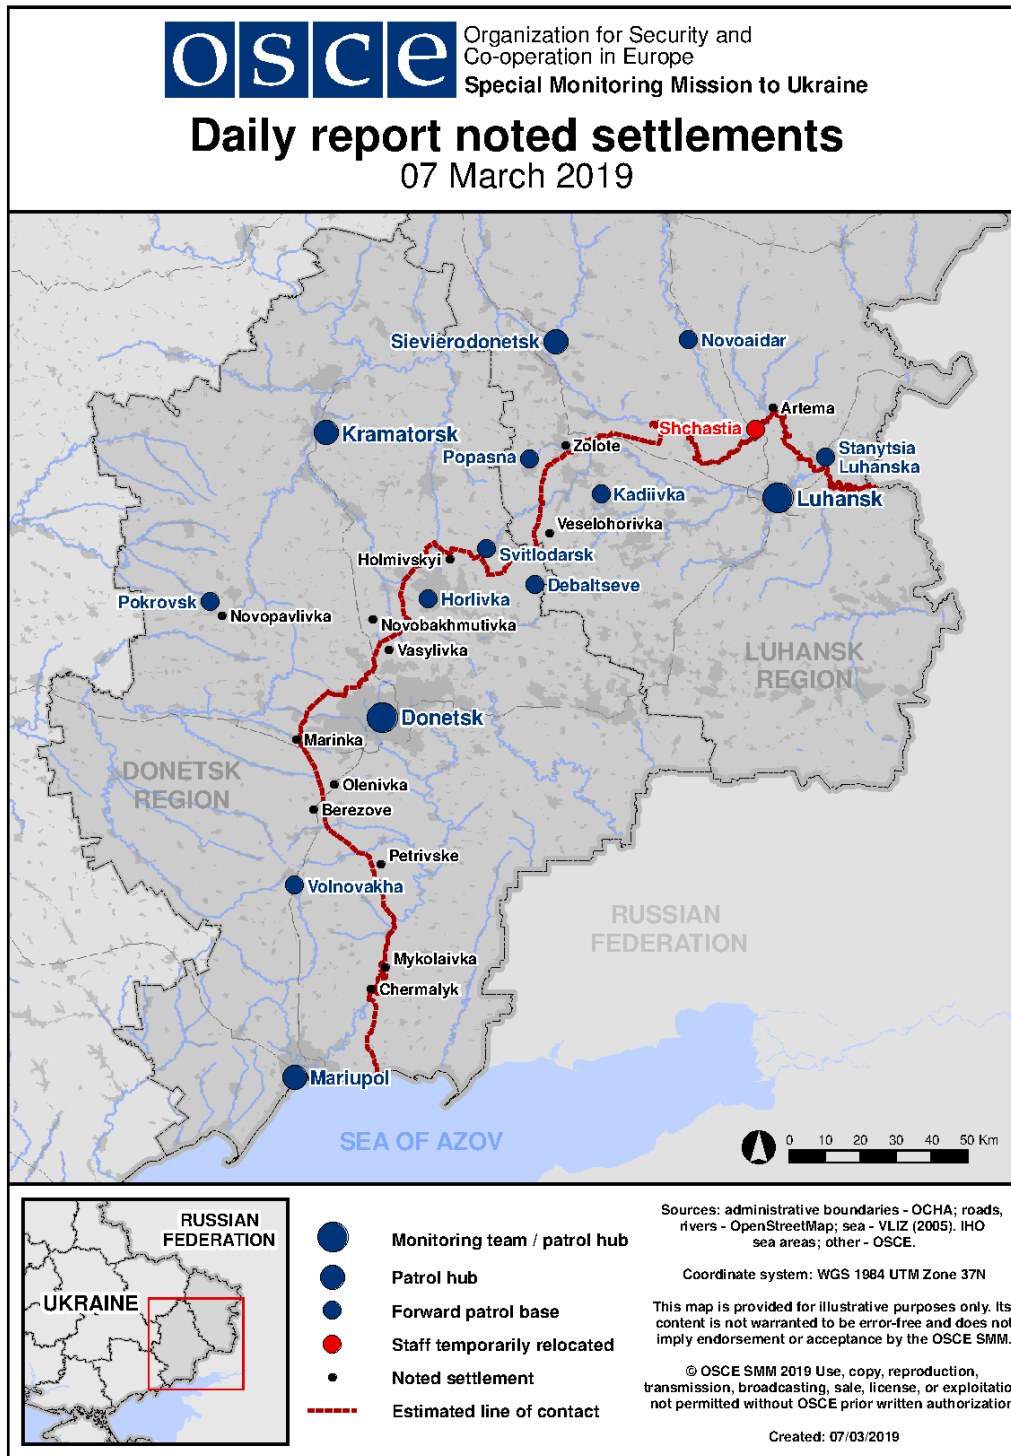 osce
Organization for Security and
Co-operation in Europe
Special Monitoring Mission to Ukraine
Daily report noted settlements
07 March 2019
Sievierodonetsk
Novoaidar
Artema
Shchastia
Kramatorsk
Zolote
Stanytsia
Luhanska
Popasna
Kadiivka
Luhansk
Veselohorivka
Svitlodarsk
Holmivskyi
Debaltseve
Pokrovsk
Horlivka
Novopavlivka
Novobakhmutivka
Vasylivka
LUHANSK
REGION
Donetsk
Marinka
DONETSK
REGION
Olenivka
Berezove
Petrivske
Volnovakha
RUSSIAN
FEDERATION
Mykolaivka
Chermalyk
Mariupol
SEA OF AZOV
0 10 20 30 40 50 Km
RUSSIAN
FEDERATION
UKRAINE
Monitoring team / patrol hub
Patrol hub
Forward patrol base
Staff temporarily relocated
Noted settlement
Estimated line of contact
Sources: administrative boundaries - OCHA; roads,
rivers - OpenStreetMap; sea - VLIZ (2005). IHO
sea areas; other - OSCE.
Coordinate system: WGS 1984 UTM Zone 37N
This map is provided for illustrative purposes only. Its
content is not warranted to be error-free and does not
imply endorsement or acceptance by the OSCE SMM.
© OSCE SMM 2019 Use, copy, reproduction,
transmission, broadcasting, sale, license, or exploitatio
not permitted without OSCE prior written authorization
Created: 07/03/2019